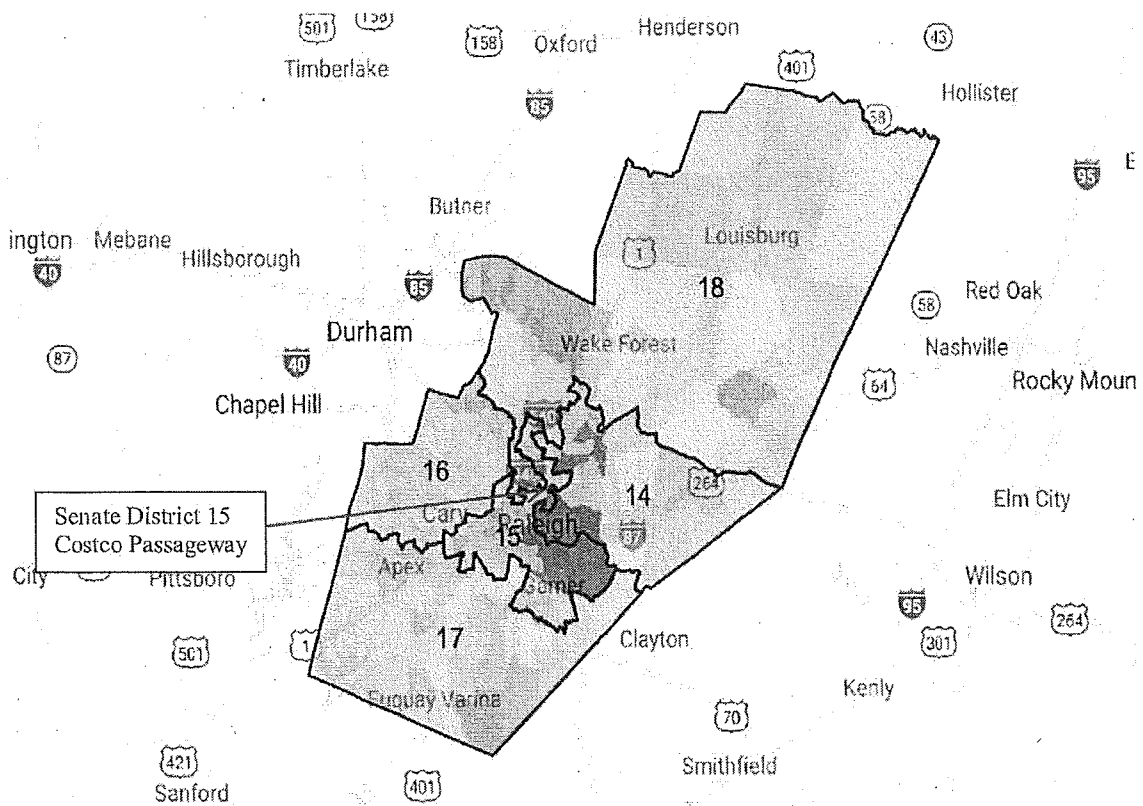 501
158
158
Oxford
Henderson
43
Timberlake
401
Hollister
85
58
95
E
Butner
ington
Mebane
Hillsborough
Louisburg
40
85
1
18
58
Red Oak
Durham
Wake Forest
Nashville
87
40
64
Rocky Moun
Chapel Hill
16
14
264
Senate District 15
Costco Passageway
Cary
Raleigh
15
87
Elm City
City
Pittsboro
Apex
Garner
Wilson
95
264
501
1
17
Clayton
301
Fuquay Varina
Kenly
70
421
Sanford
401
Smithfield